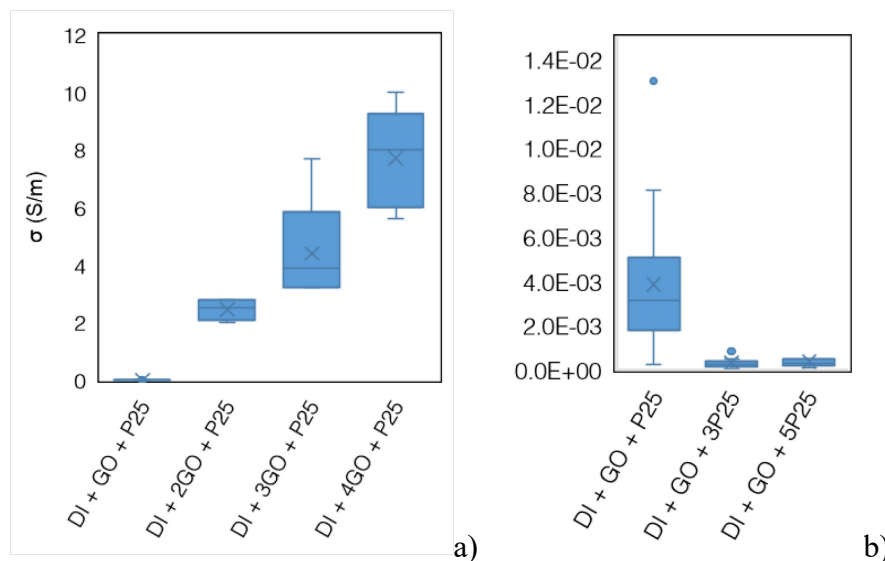 12
10
8
6
4
2
0
σ (S/m)
DI + GO + P25
DI + 2GO + P25
DI + 3GO + P25
DI + 4GO + P25
a)
1.4E-02
1.2E-02
1.0E-02
8.0E-03
6.0E-03
4.0E-03
2.0E-03
0.0E+00
DI + GO + P25
DI + GO + 3P25
DI + GO + 5P25
b)